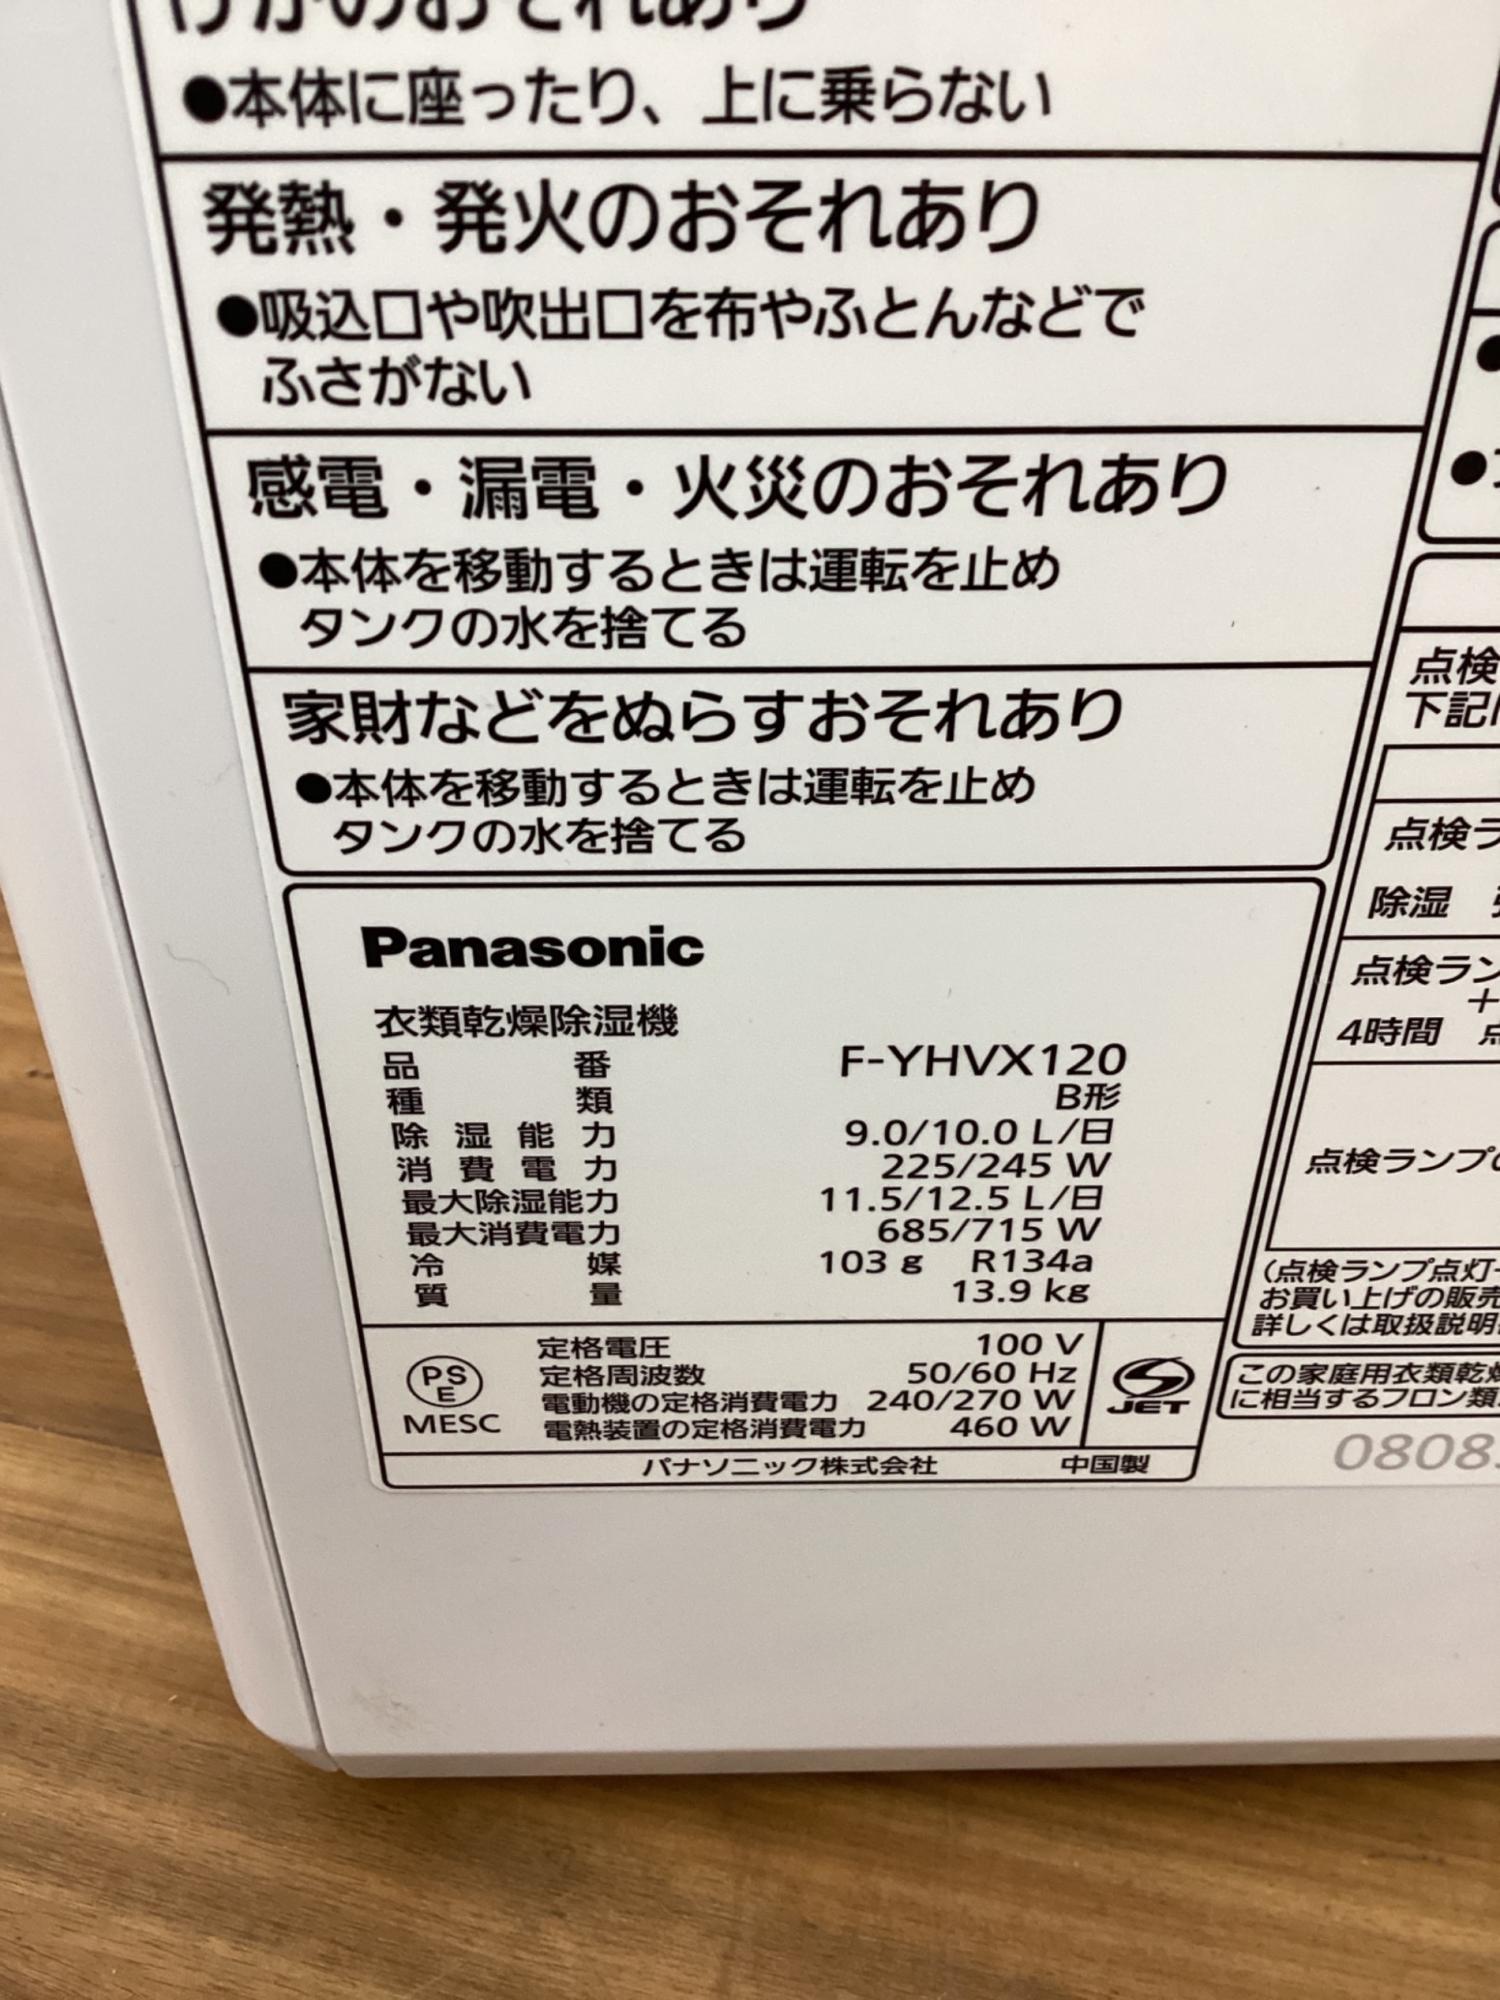 けがのおそれあり
●本体に座ったり、上に乗らない
発熱・発火のおそれあり
●吸込口や吹出口を布やふとんなどで
ふさがない
感電・漏電・火災のおそれあり
●本体を移動するときは運転を止め
タンクの水を捨てる
家財などをぬらすおそれあり
●本体を移動するときは運転を止め
タンクの水を捨てる
Panasonic
衣類乾燥除湿機
品番 F-YHVX120
種類 B形
除湿能力 9.0/10.0 L/日
消費電力 225/245 W
最大除湿能力 11.5/12.5 L/日
最大消費電力 685/715 W
冷媒 103 g R134a
質量 13.9 kg
PS
E
MESC
定格電圧 100 V
定格周波数 50/60 Hz
電動機の定格消費電力 240/270 W
電熱装置の定格消費電力 460 W
JET
パナソニック株式会社 中国製
点検
下記
点検ラ
除湿
点検ラン
+
4時間 点
点検ランプ
(点検ランプ点灯
お買い上げの販売
詳しくは取扱説明
この家庭用衣類乾燥
に相当するフロン類
0808